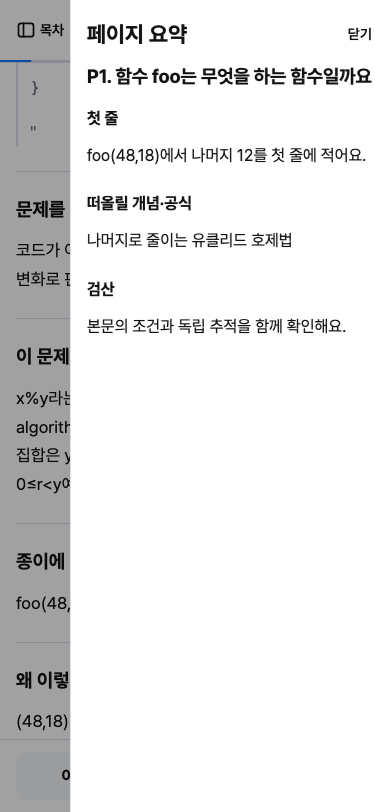 목차
페이지 요약
닫기
P1. 함수 foo는 무엇을 하는 함수일까요
첫 줄
foo(48,18)에서 나머지 12를 첫 줄에 적어요.
떠올릴 개념·공식
나머지로 줄이는 유클리드 호제법
검산
본문의 조건과 독립 추적을 함께 확인해요.
}
"
문제를
코드가
변화로
이 문제
x%y라는
algorith
집합은 y
0≤r<y
종이에
foo(48,
왜 이렇
(48,18)